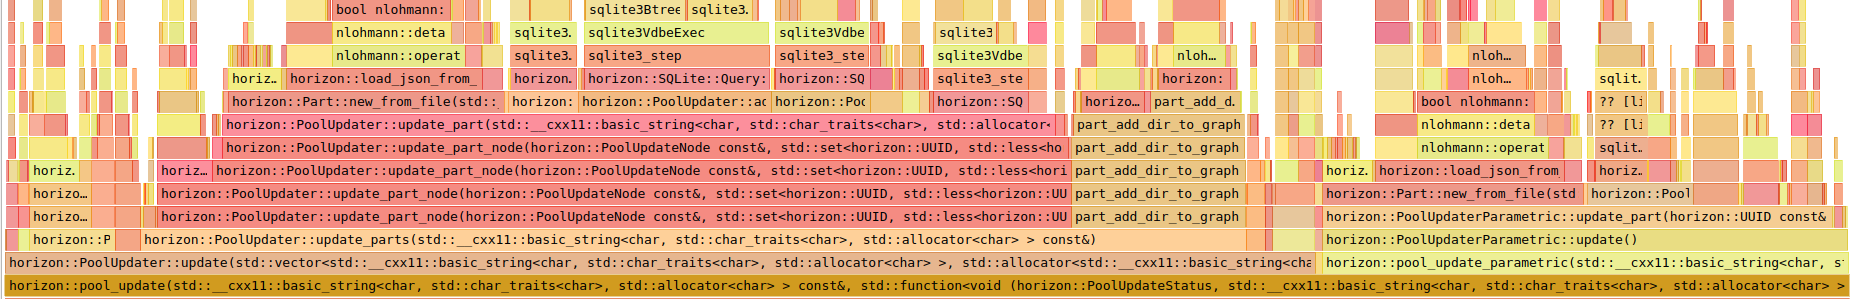 bool nlohmann: sqlite3Btree sqlite3.
nlohmann::deta sqlite3. sqlite3VdbeExec sqlite3Vdbe sqlite3
nlohmann::operat sqlite3. sqlite3_step sqlite3_ste sqlite3Vdbe noh… nloh…
horiz. horizon::load_json_from_ horizon. horizon::SQLite::Query: horizon::SQ sqlite3_ste horizon: nloh… sqlit.
horizon::Part::new_from_file(std:: horizon: horizon::PoolUpdater::ad horizon::Poo horizon::SQ horizo… part_add_d. bool nlohmann: ?? [li
horizon::PoolUpdater::update_part(std::__cxx11::basic_string<char, std::char_traits<char>, std::allocator< part_add_dir_to_graph nlohmann::deta ?? [li
horizon::PoolUpdater::update_part_node(horizon::PoolUpdateNode const&, std::set<horizon::UUID, std::less<ho part_add_dir_to_graph nlohmann::operat sqlit.
horiz. horiz… horizon::PoolUpdater::update_part_node(horizon::PoolUpdateNode const&, std::set<horizon::UUID, std::less<hori part_add_dir_to_graph horiz. horizon::load_json_from_ horiz.
horizo… horizon::PoolUpdater::update_part_node(horizon::PoolUpdateNode const&, std::set<horizon::UUID, std::less<horizon::UU part_add_dir_to_graph horizon::Part::new_from_file(std horizon::Pool
horizo… horizon::PoolUpdater::update_part_node(horizon::PoolUpdateNode const&, std::set<horizon::UUID, std::less<horizon::UU part_add_dir_to_graph horizon::PoolUpdaterParametric::update_part(horizon::UUID const&
horizon::P horizon::PoolUpdater::update_parts(std::__cxx11::basic_string<char, std::char_traits<char>, std::allocator<char> > const&) horizon::PoolUpdaterParametric::update()
horizon::PoolUpdater::update(std::vector<std::__cxx11::basic_string<char, std::char_traits<char>, std::allocator<char> >, std::allocator<std::__cxx11::basic_string<cha horizon::pool_update_parametric(std::__cxx11::basic_string<char, s
horizon::pool_update(std::__cxx11::basic_string<char, std::char_traits<char>, std::allocator<char> > const&, std::function<void (horizon::PoolUpdateStatus, std::__cxx11::basic_string<char, std::char_traits<char>, std::allocator<char> >